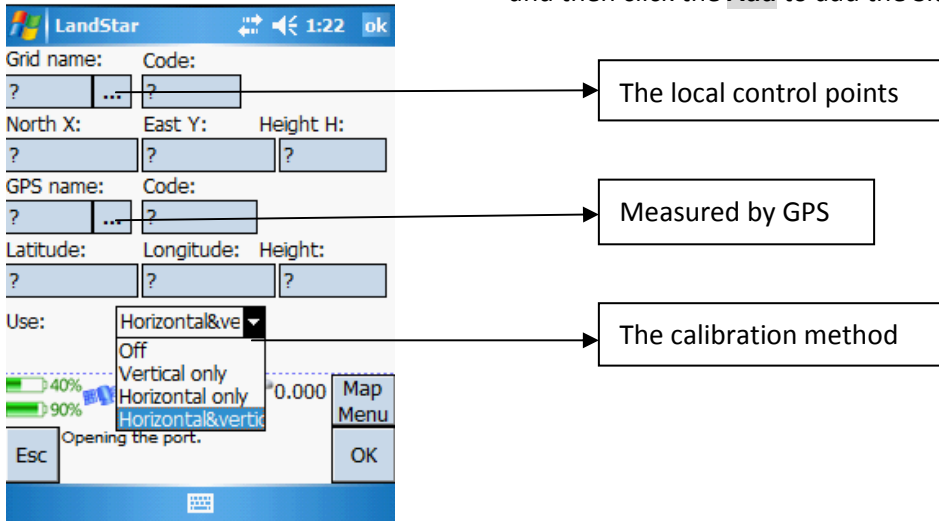 and then click the Add to add the
LandStar 1:22 ok
Grid name: Code:
? ... ?
The local control points
North X: East Y: Height H:
? ? ?
GPS name: Code:
? ... ?
Measured by GPS
Latitude: Longitude: Height:
? ? ?
Use: Horizontal&ve
The calibration method
Off
Vertical only
Horizontal only
Horizontal&vertic
40% 0.000 Map Menu
90%
Opening the port.
Esc OK